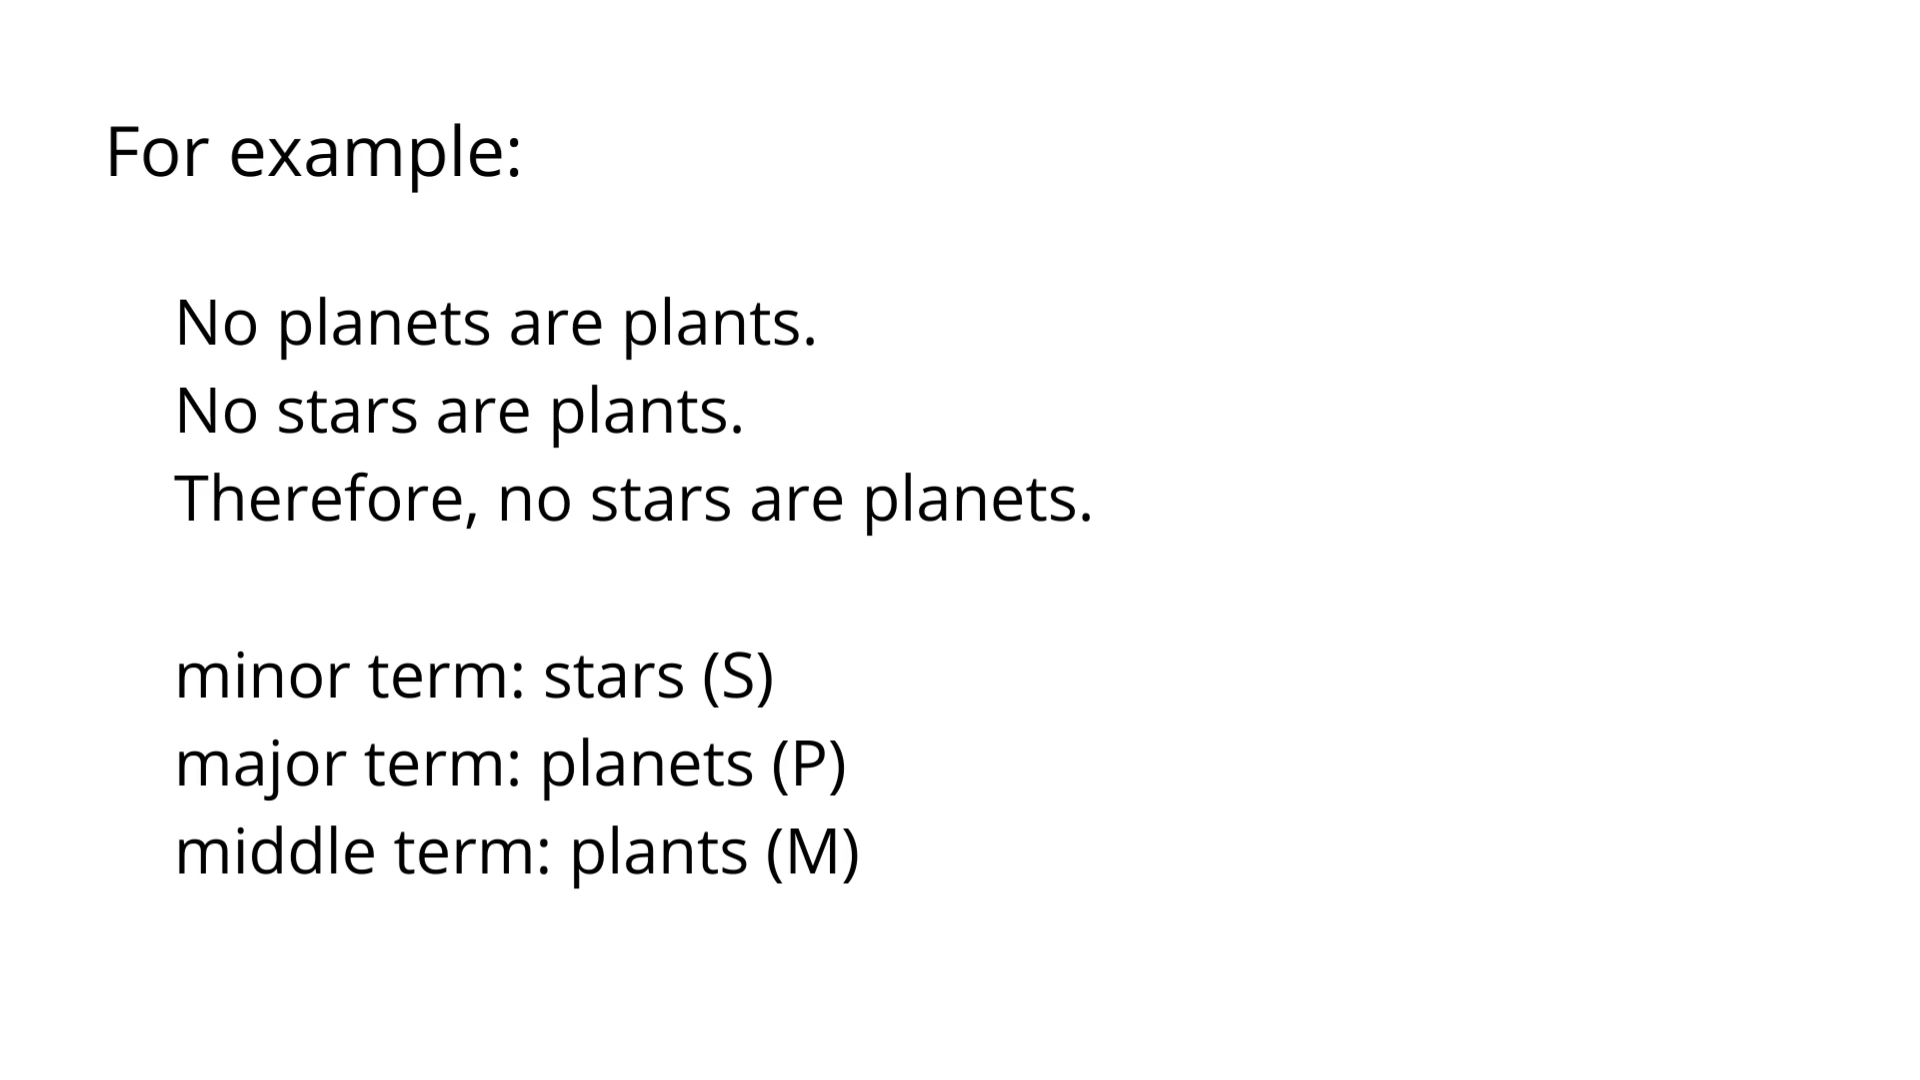 For example:
No planets are plants.
No stars are plants.
Therefore, no stars are planets.
minor term: stars (S)
major term: planets (P)
middle term: plants (M)